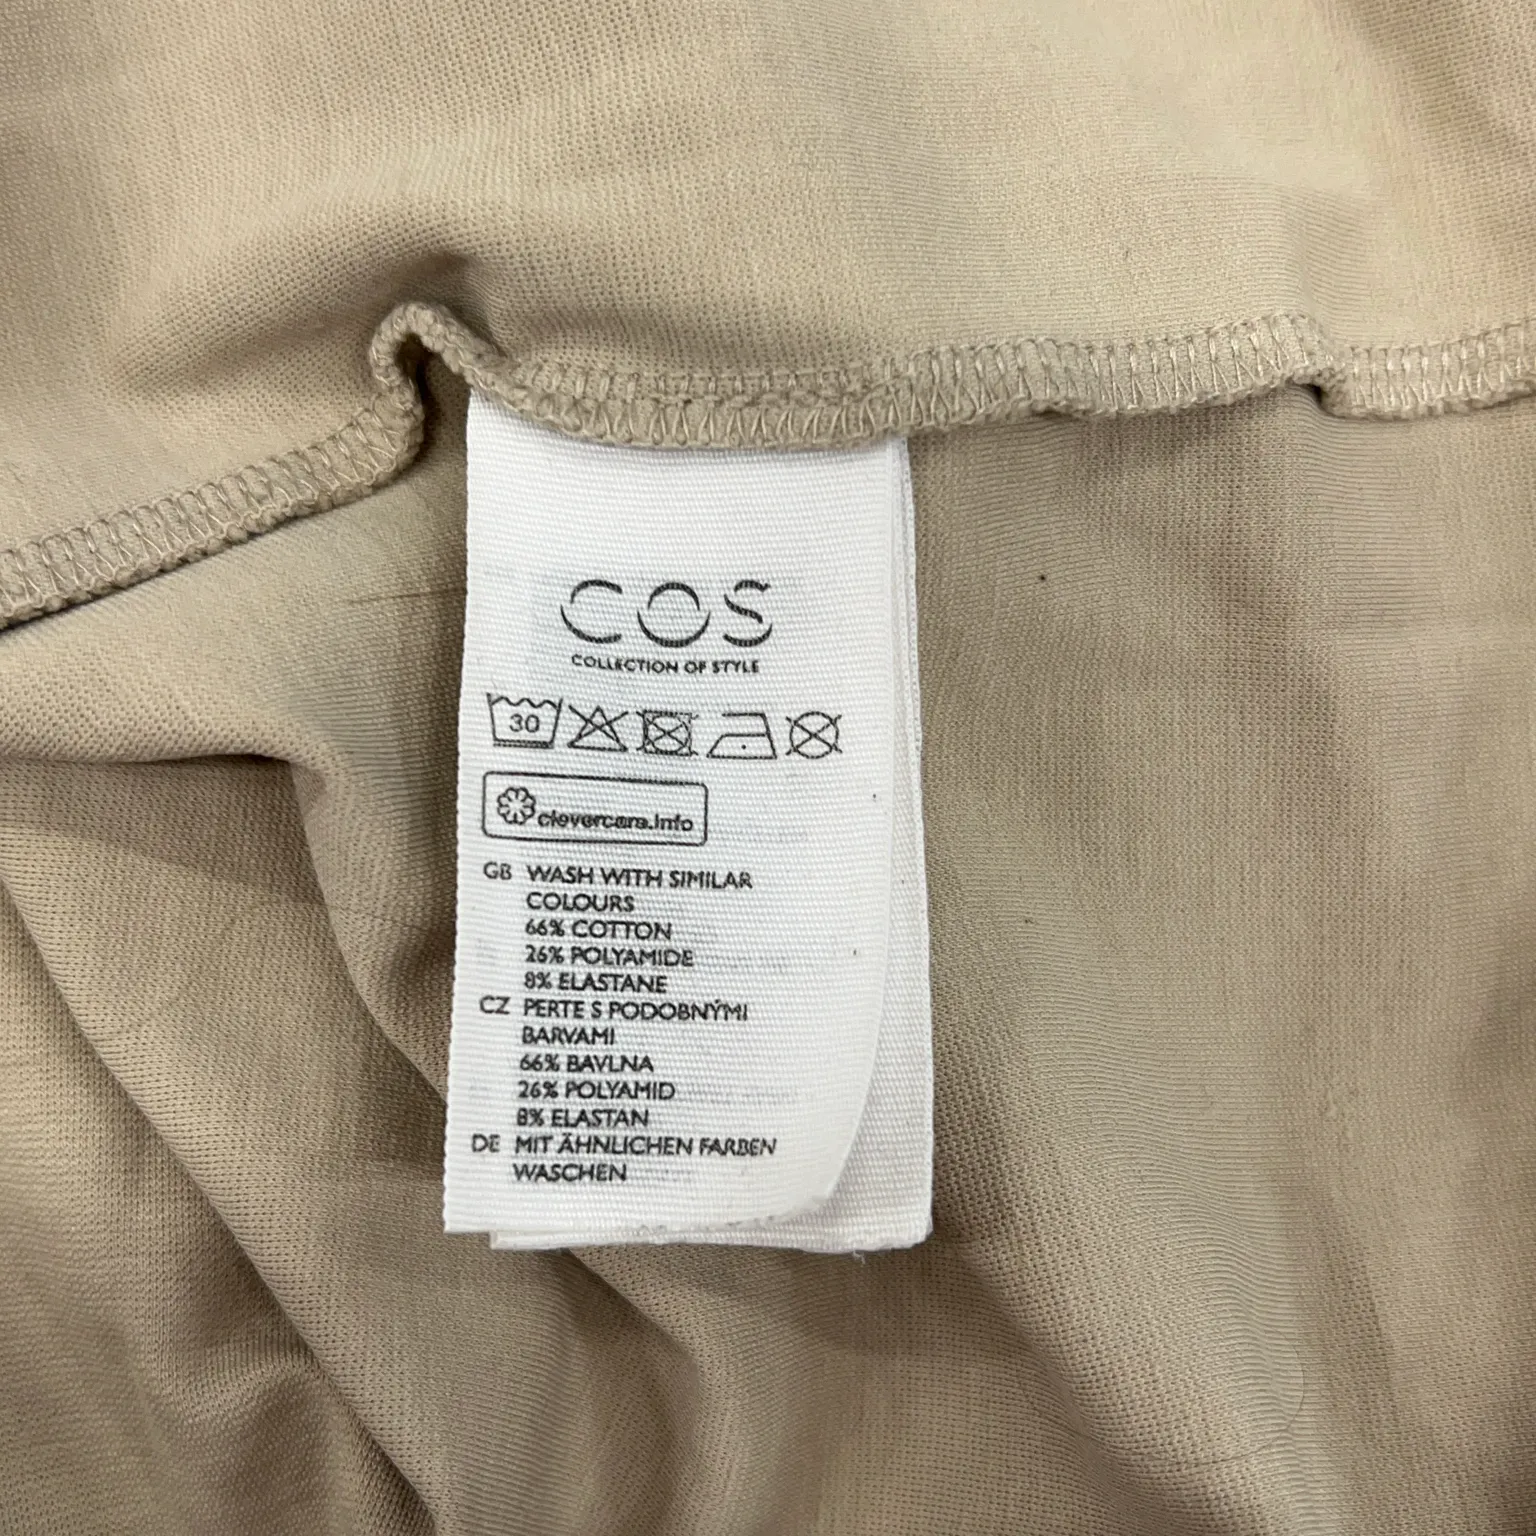 COS
COLLECTION OF STYLE
30
clevercare.info
GB WASH WITH SIMILAR
COLOURS
66% COTTON
26% POLYAMIDE
8% ELASTANE
CZ PERTE S PODOBNÝMI
BARVAMI
66% BAVLNA
26% POLYAMID
8% ELASTAN
DE MIT ÄHNLICHEN FARBEN
WASCHEN